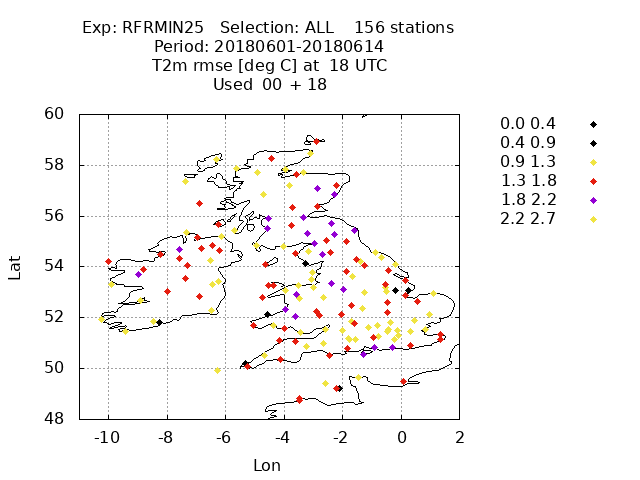 Exp: RFRMIN25 Selection: ALL 156 stations
Period: 20180601-20180614
T2m rmse [deg C] at 18 UTC
Used 00 + 18
60
58
56
54
52
50
48
Lat
-10 -8 -6 -4 -2 0 2
Lon
0.0 0.4
0.4 0.9
0.9 1.3
1.3 1.8
1.8 2.2
2.2 2.7